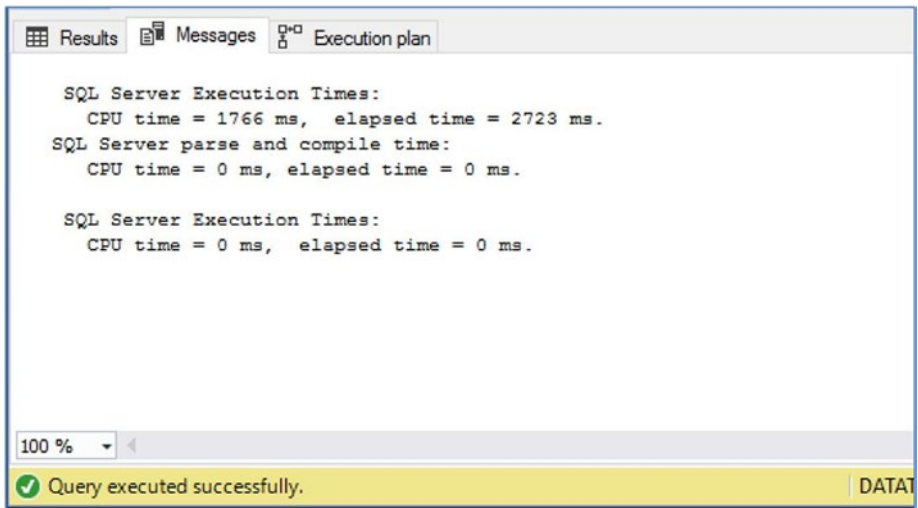 Results Messages Execution plan
SQL Server Execution Times:
CPU time = 1766 ms,  elapsed time = 2723 ms.
SQL Server parse and compile time:
CPU time = 0 ms, elapsed time = 0 ms.
SQL Server Execution Times:
CPU time = 0 ms,  elapsed time = 0 ms.
100 %
Query executed successfully. DATAT